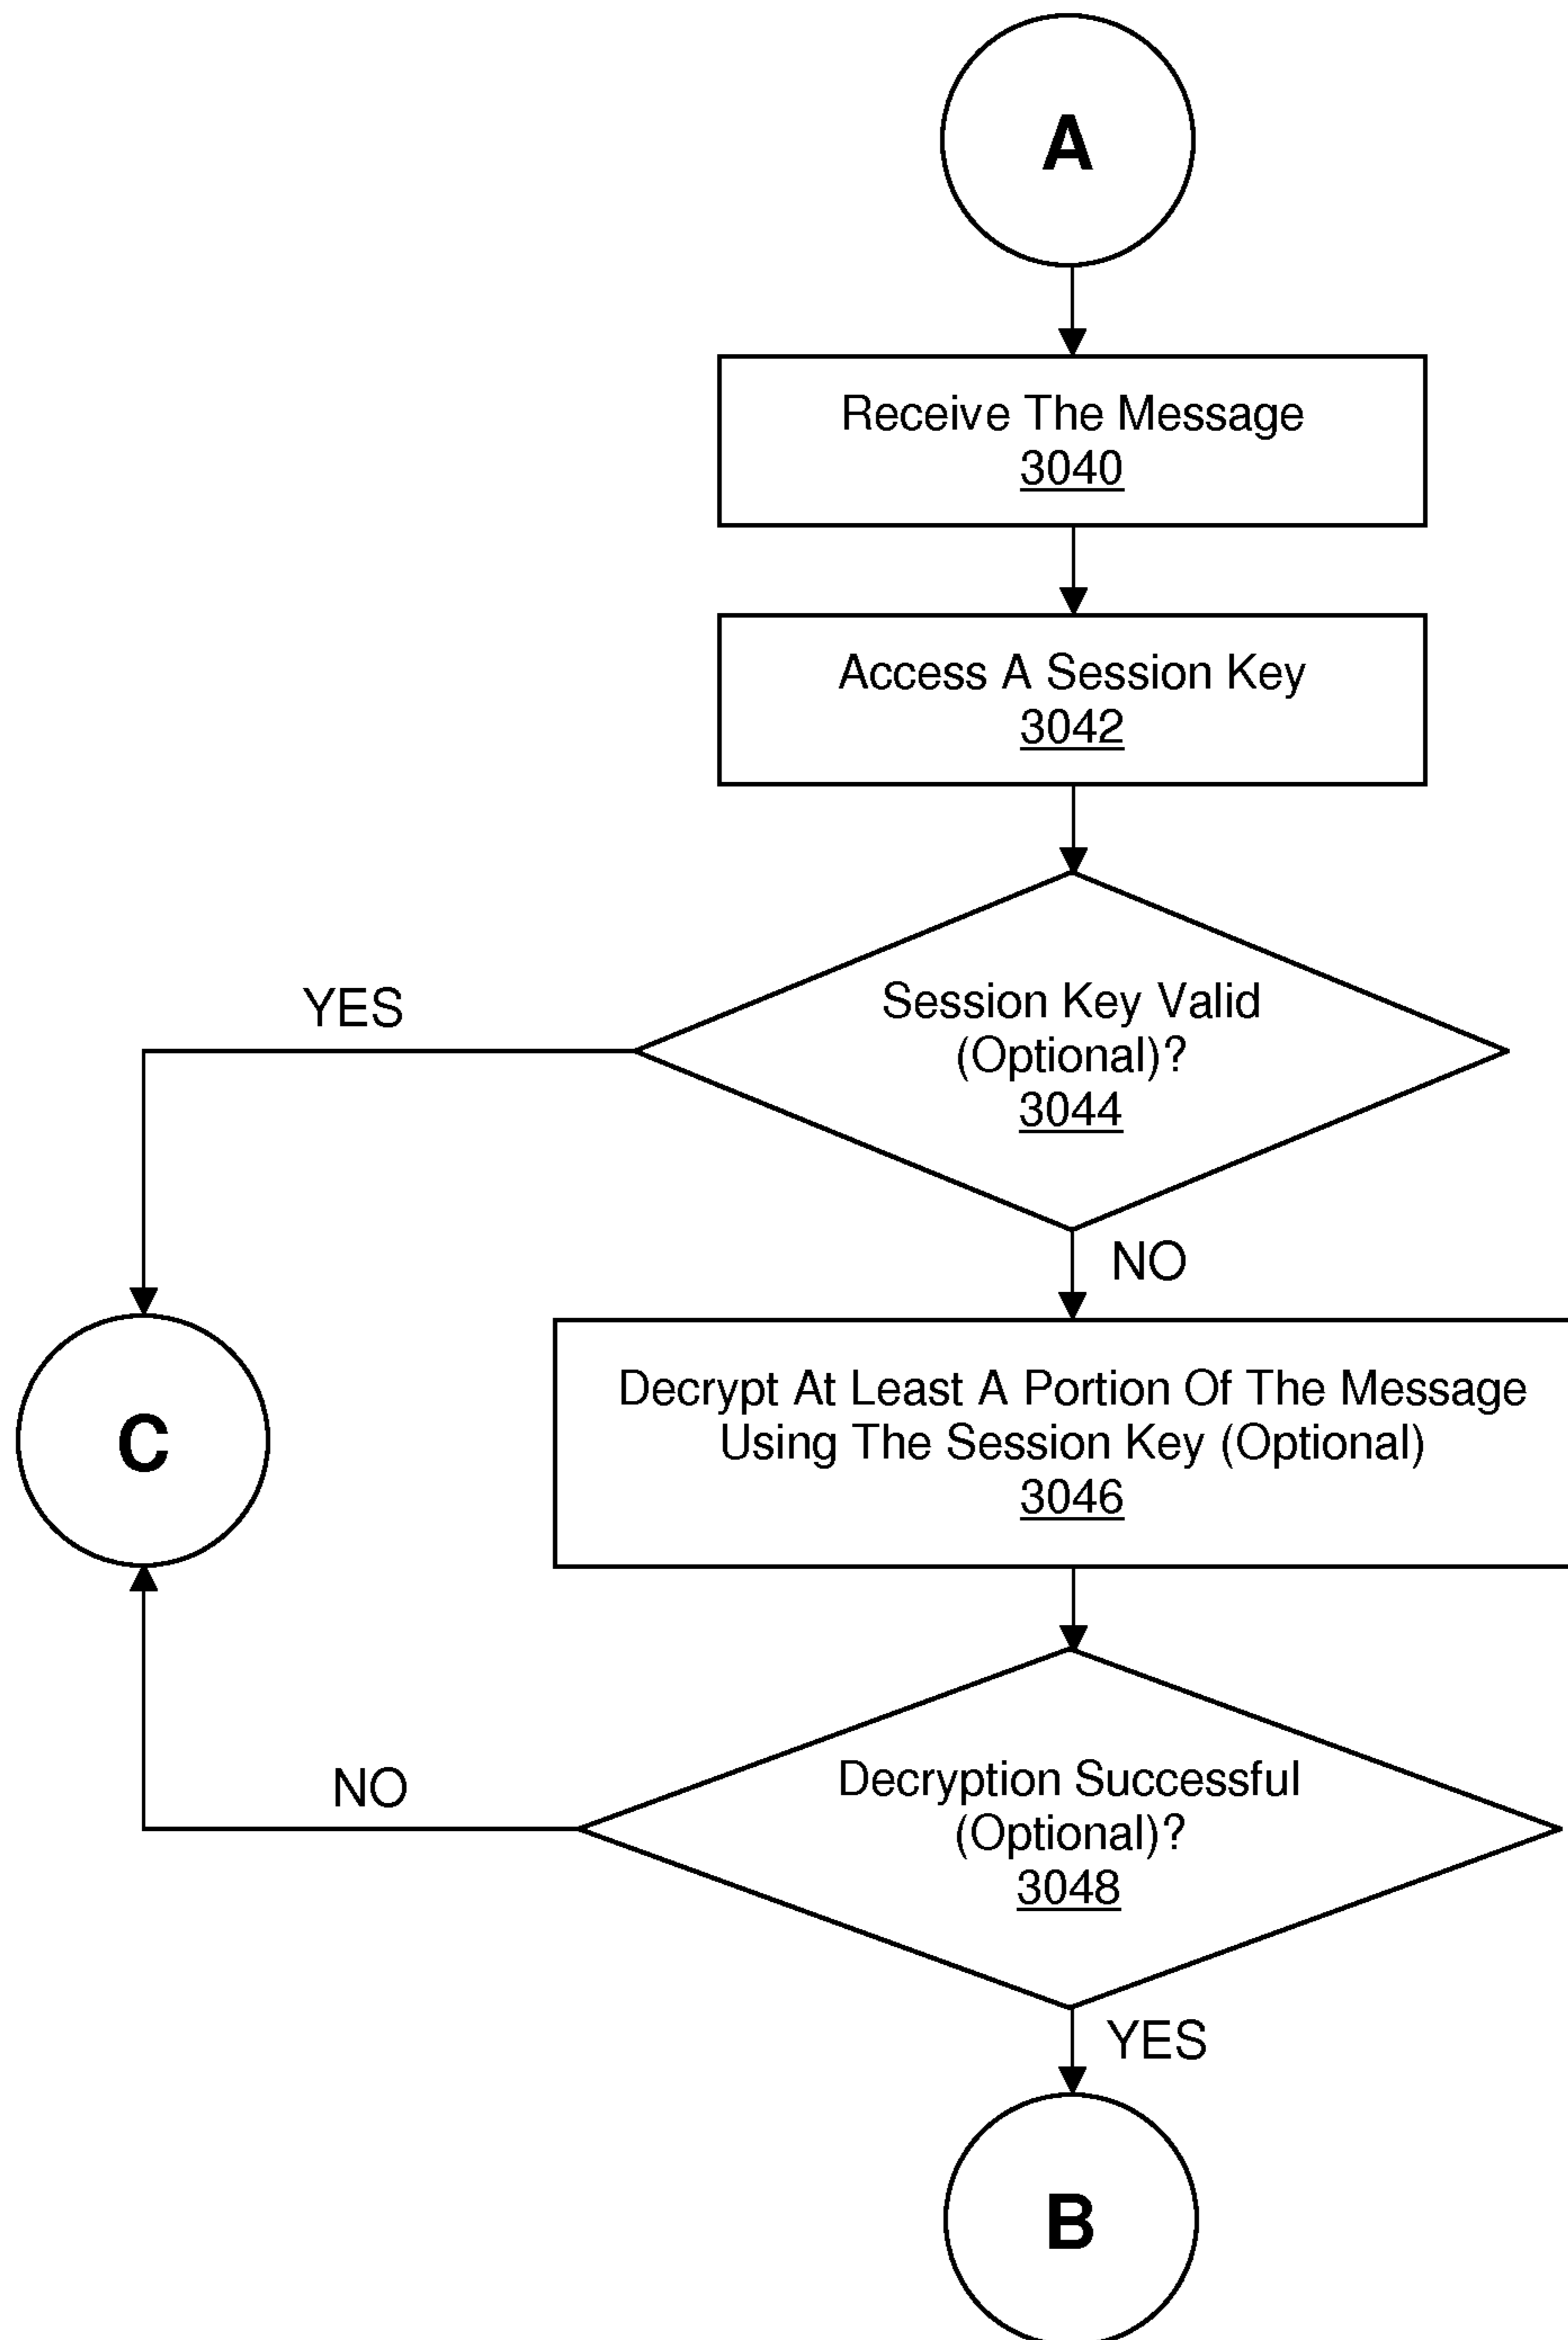 A
Receive The Message
3040
Access A Session Key
3042
YES
Session Key Valid
(Optional)?
3044
NO
C
Decrypt At Least A Portion Of The Message
Using The Session Key (Optional)
3046
NO
Decryption Successful
(Optional)?
3048
YES
B